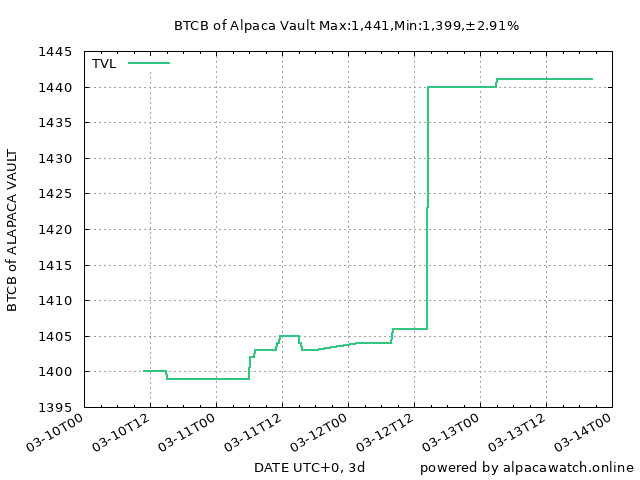 BTCB of Alpaca Vault Max:1,441,Min:1,399,±2.91%
TVL
BTCB of ALAPACA VAULT
1445
1440
1435
1430
1425
1420
1415
1410
1405
1400
1395
03-10T00
03-10T12
03-11T00
03-11T12
03-12T00
03-12T12
03-13T00
03-13T12
03-14T00
DATE UTC+0, 3d
powered by alpacawatch.online